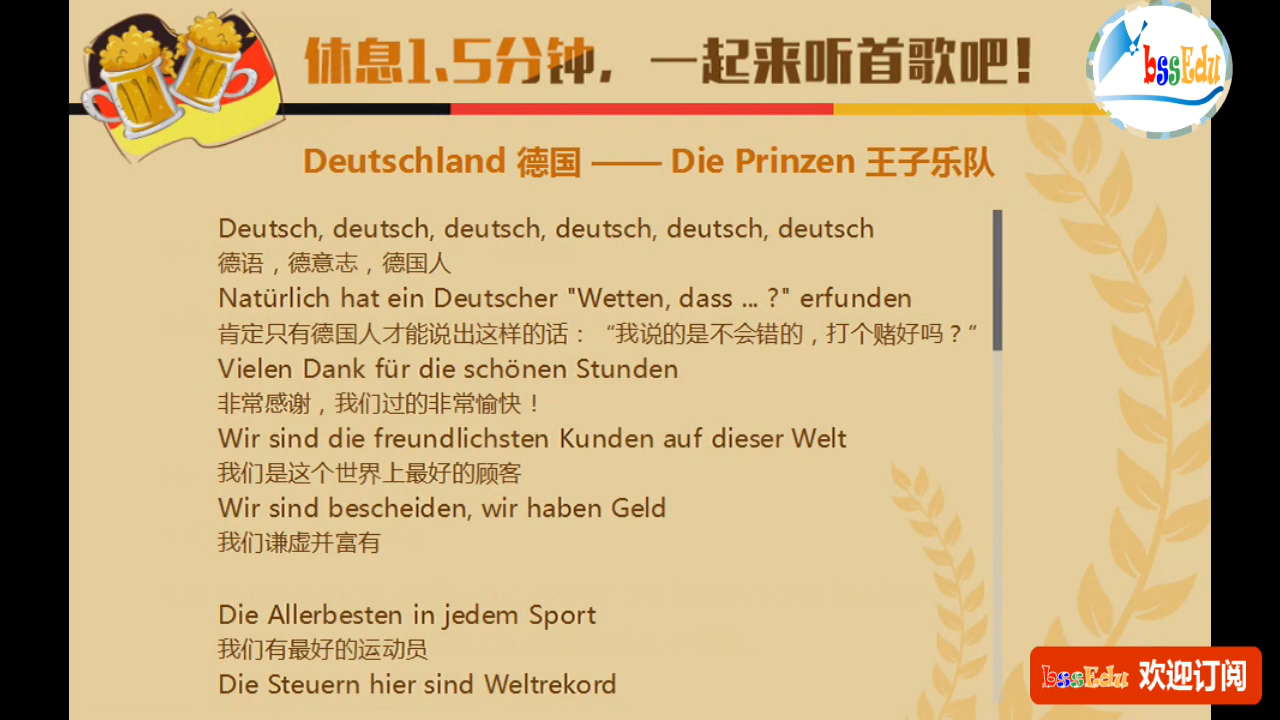 休息1.5分钟，一起来听首歌吧！
bssEdu
Deutschland 德国 —— Die Prinzen 王子乐队
Deutsch, deutsch, deutsch, deutsch, deutsch, deutsch
德语，德意志，德国人
Natürlich hat ein Deutscher "Wetten, dass ... ?" erfunden
肯定只有德国人才能说出这样的话：“我说的是不会错的，打个赌好吗？”
Vielen Dank für die schönen Stunden
非常感谢，我们过的非常愉快！
Wir sind die freundlichsten Kunden auf dieser Welt
我们是这个世界上最好的顾客
Wir sind bescheiden, wir haben Geld
我们谦虚并富有
Die Allerbesten in jedem Sport
我们有最好的运动员
Die Steuern hier sind Weltrekord
bssEdu 欢迎订阅